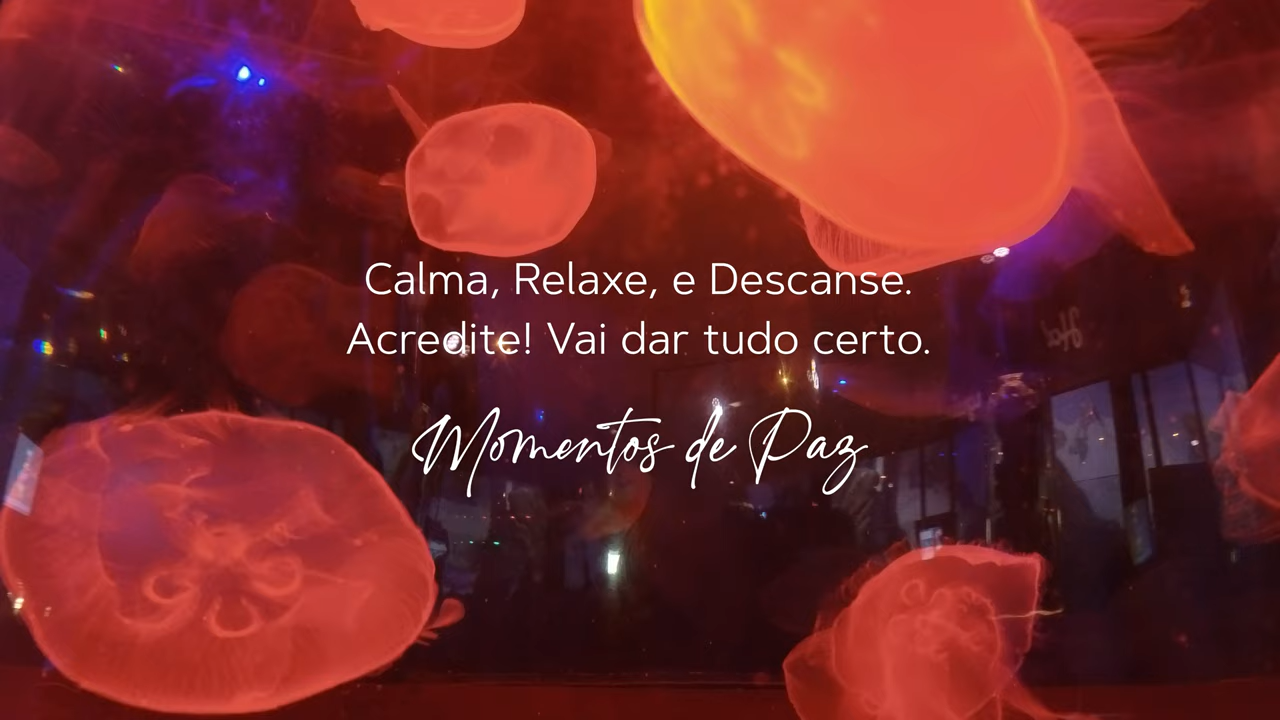 Calma, Relaxe, e Descanse.
Acredite! Vai dar tudo certo.
Momentos de Paz